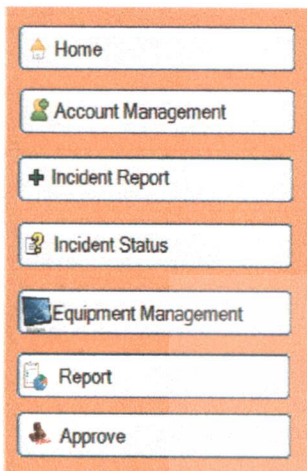 Home
Account Management
Incident Report
Incident Status
Equipment Management
Report
Approve